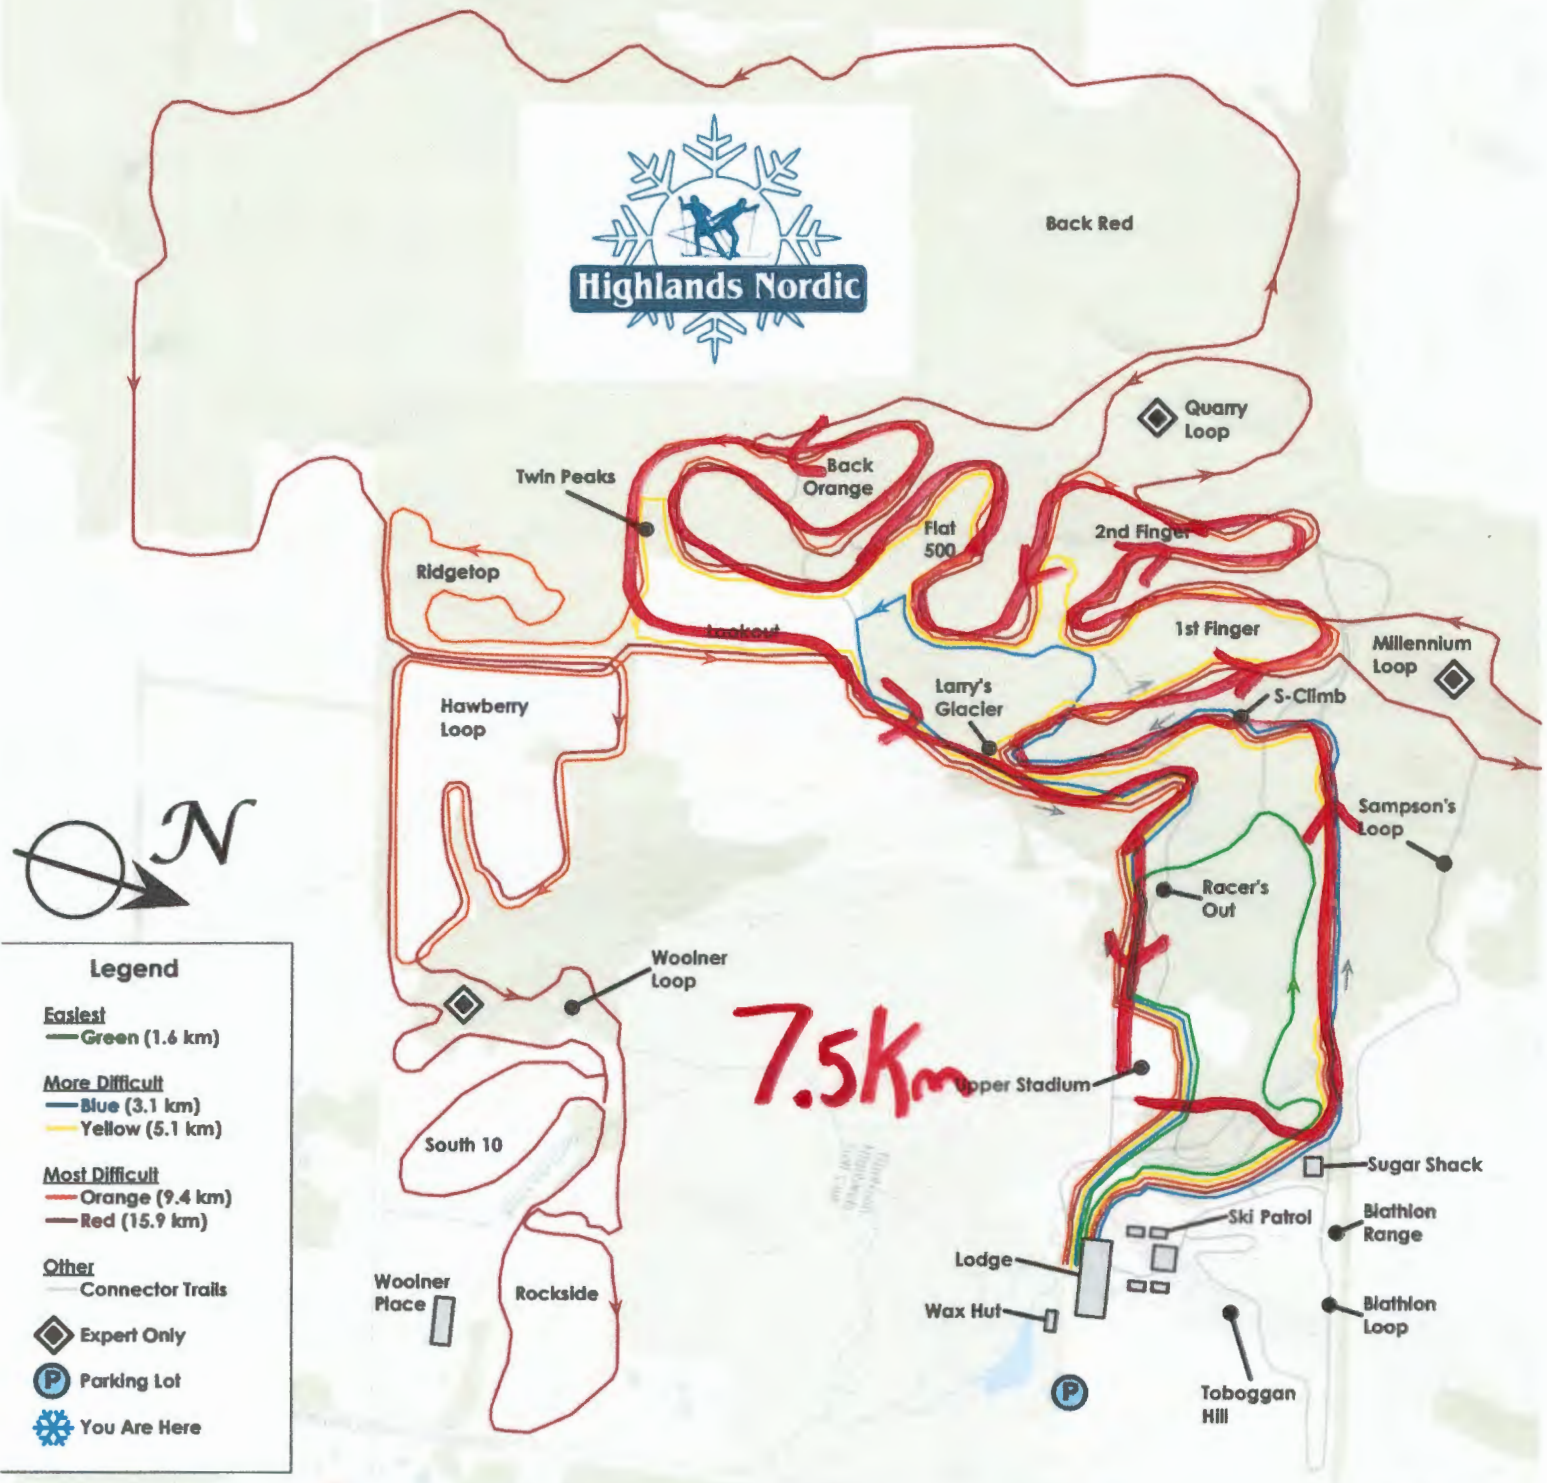 Back Red
Highlands Nordic
Quarry
Loop
Back
Orange
Twin Peaks
Flat
500
2nd Finger
Ridgetop
Lookout
1st Finger
Millennium
Loop
Larry's
Glacier
S-Climb
Hawberry
Loop
N
Sampson's
Loop
Racer's
Out
Woolner
Loop
7.5Km
Upper Stadium
Legend
Easiest
Green (1.6 km)
More Difficult
Blue (3.1 km)
Yellow (5.1 km)
Most Difficult
Orange (9.4 km)
Red (15.9 km)
Other
Connector Trails
Expert Only
P Parking Lot
You Are Here
South 10
Sugar Shack
Ski Patrol
Biathlon
Range
Lodge
Woolner
Place
Rockside
Wax Hut
Biathlon
Loop
P
Toboggan
Hill